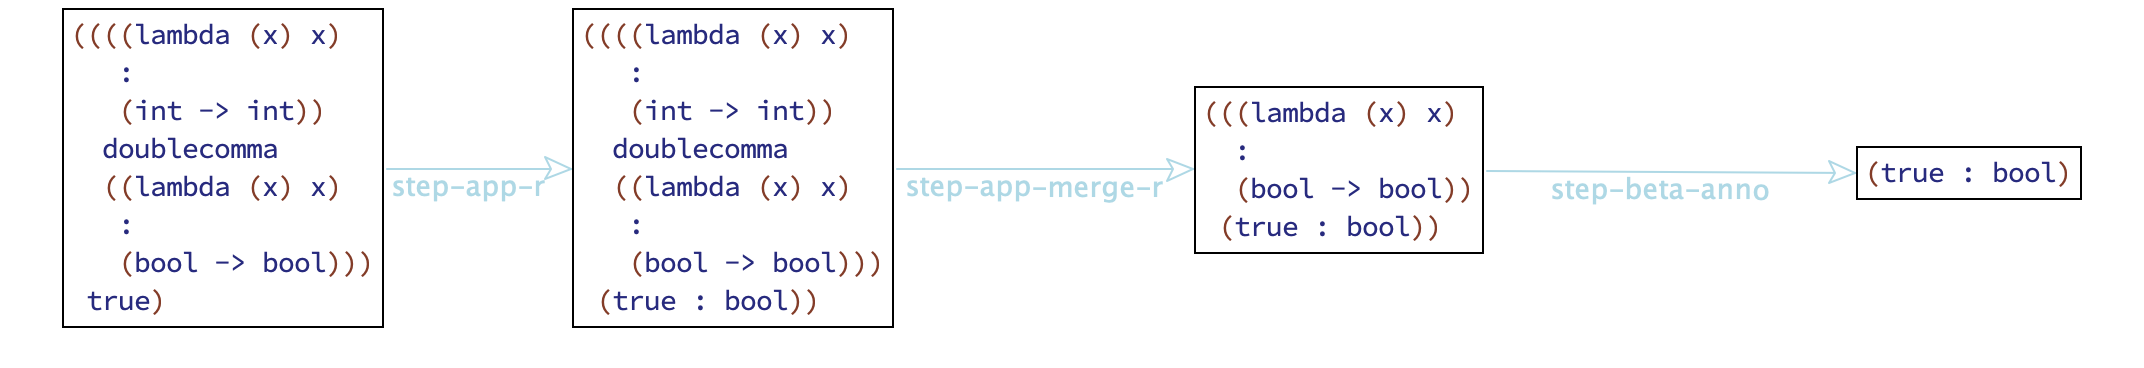 ((((lambda (x) x)
:
(int -> int))
doublecomma
((lambda (x) x)
:
(bool -> bool)))
true)
step-app-r
((((lambda (x) x)
:
(int -> int))
doublecomma
((lambda (x) x)
:
(bool -> bool)))
(true : bool))
step-app-merge-r
(((lambda (x) x)
:
(bool -> bool))
(true : bool))
step-beta-anno
(true : bool)